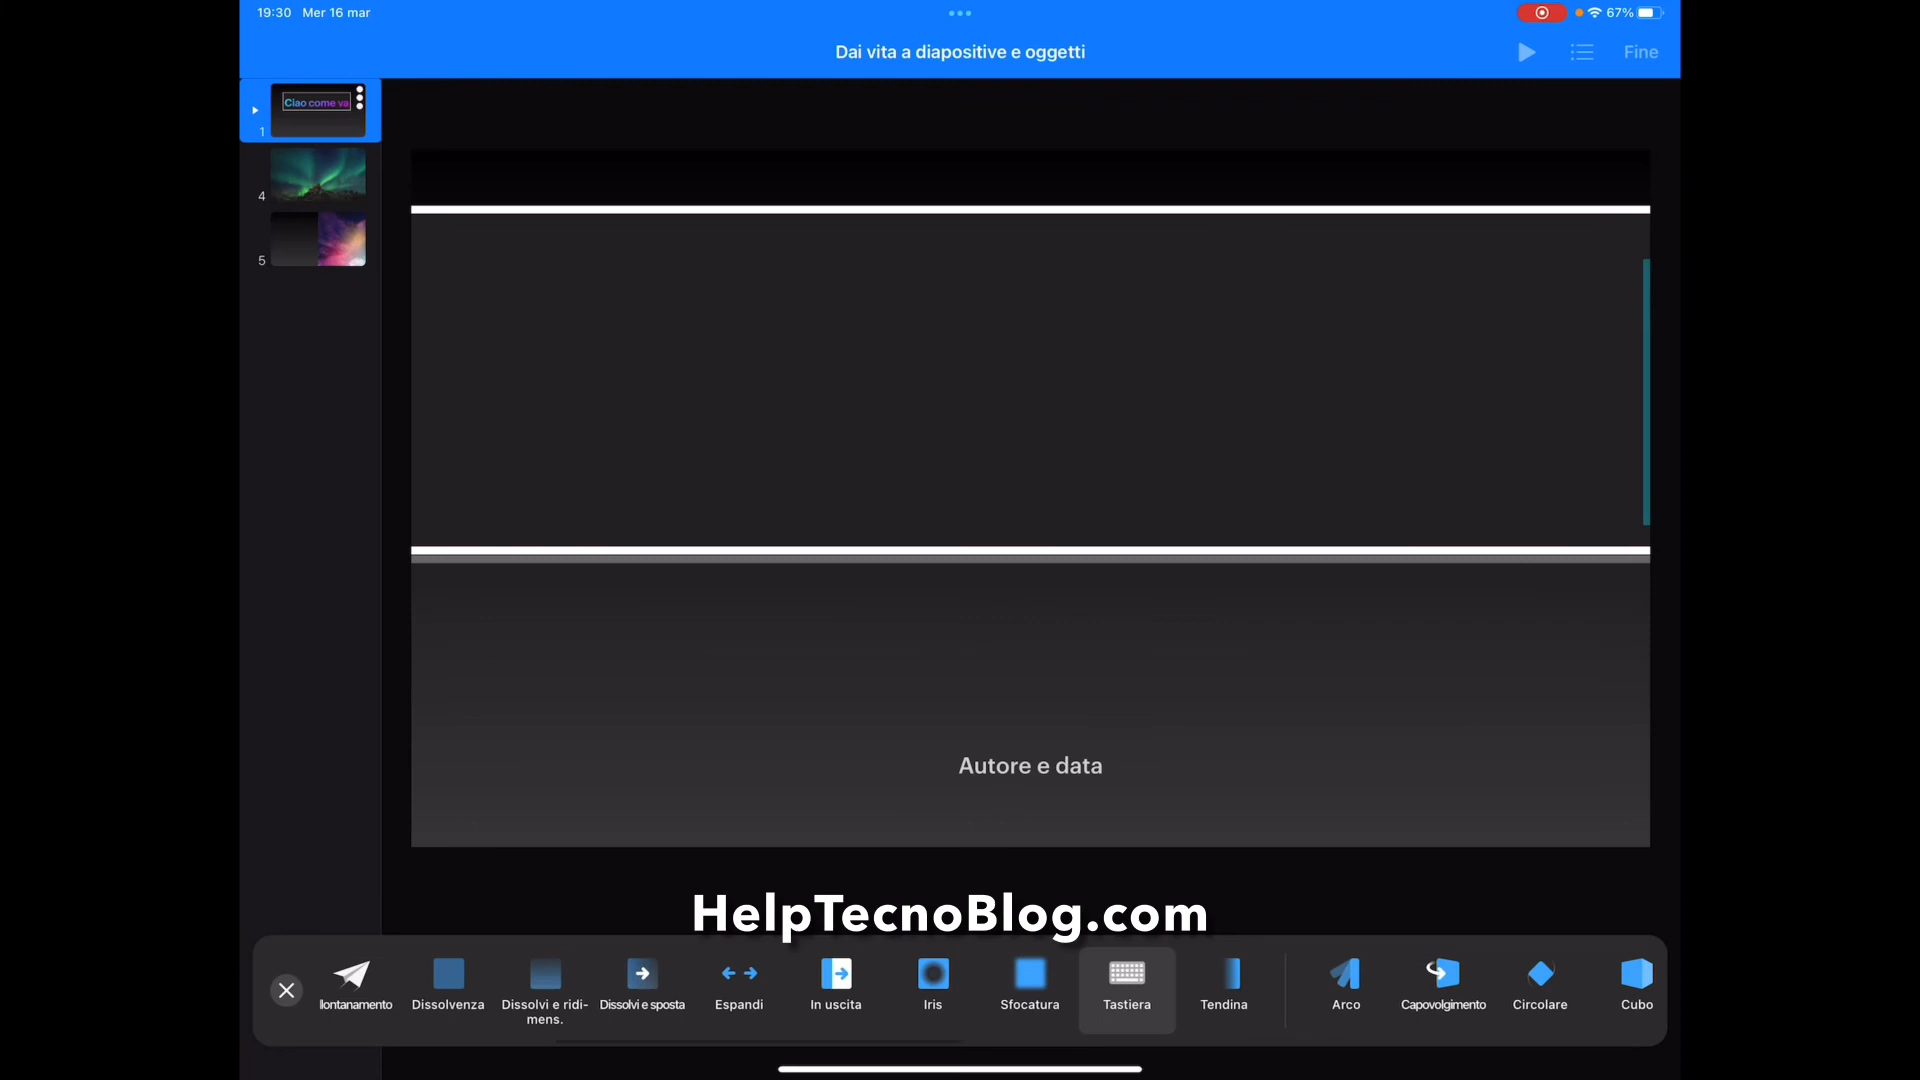 19:30 Mer 16 mar
67%
Dai vita a diapositive e oggetti
Fine
Ciao come va
1
4
5
Autore e data
HelpTecnoBlog.com
llontanamento
Dissolvenza
Dissolvi e ridi-
mens.
Dissolvi e sposta
Espandi
In uscita
Iris
Sfocatura
Tastiera
Tendina
Arco
Capovolgimento
Circolare
Cubo